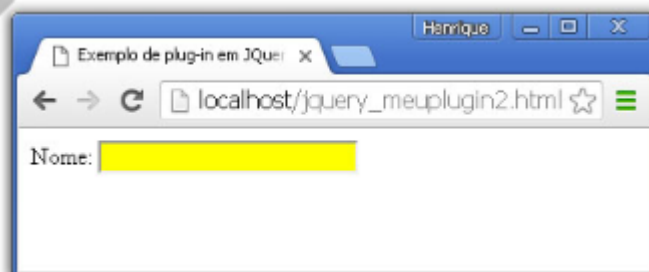 Henrique
Exemplo de plug-in em JQuer
localhost/jquery_meuplugin2.html
Nome: